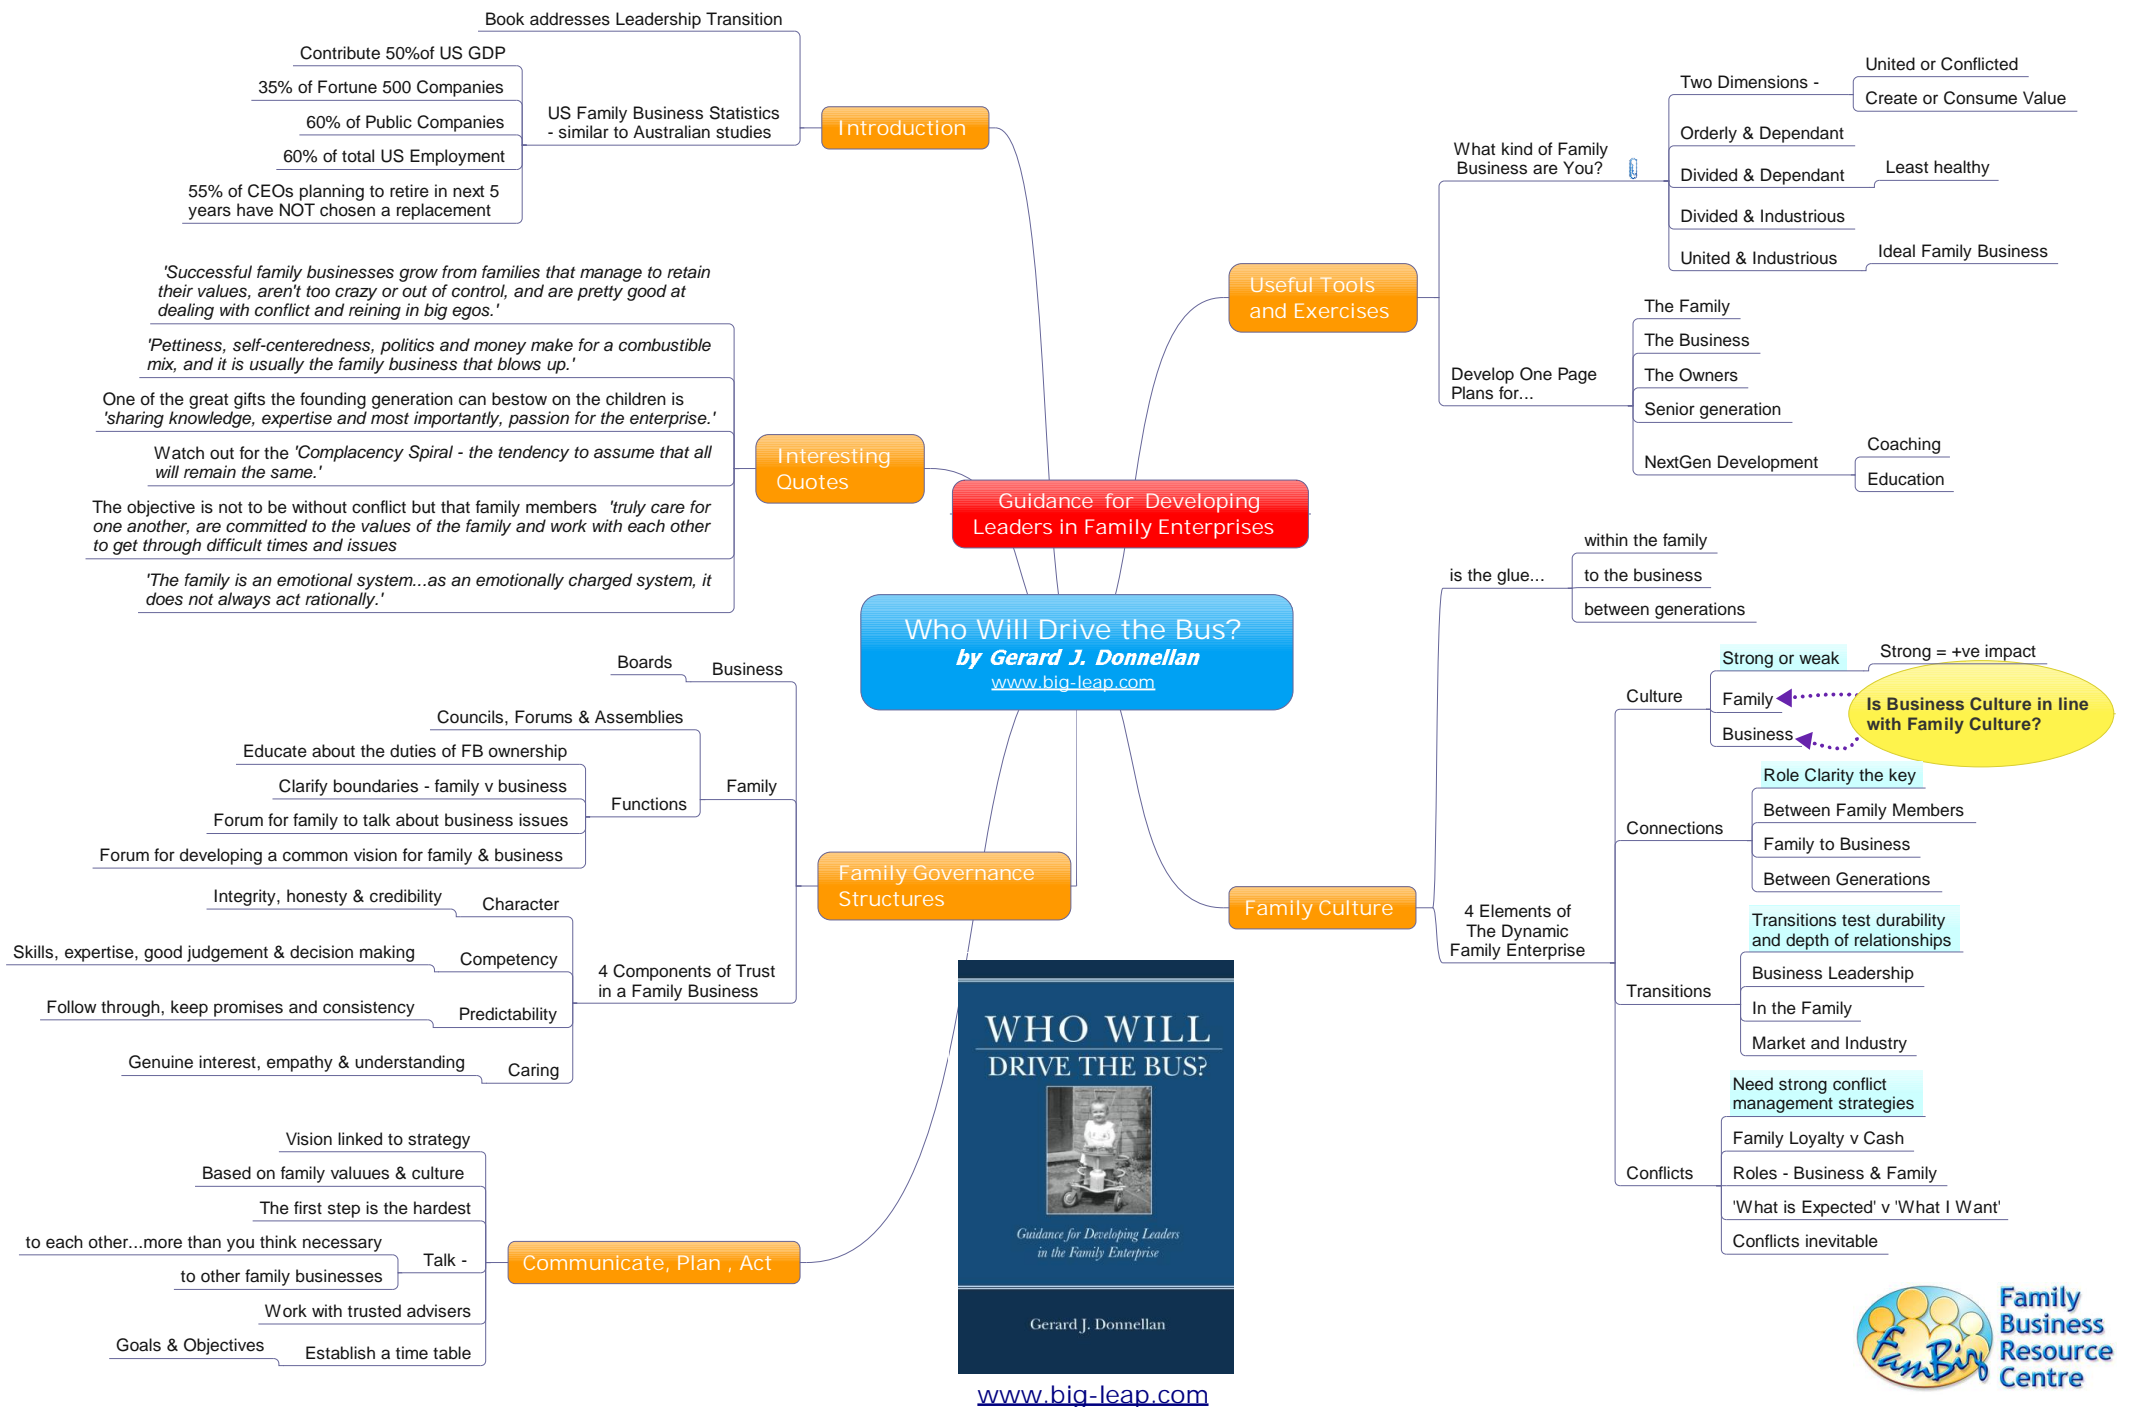 Who Will Drive the Bus?
by Gerard J. Donnellan
www.big-leap.com
Guidance for Developing
Leaders in Family Enterprises
Introduction
Book addresses Leadership Transition
US Family Business Statistics
- similar to Australian studies
Contribute 50%of US GDP
35% of Fortune 500 Companies
60% of Public Companies
60% of total US Employment
55% of CEOs planning to retire in next 5
years have NOT chosen a replacement
Interesting
Quotes
'Successful family businesses grow from families that manage to retain
their values, aren't too crazy or out of control, and are pretty good at
dealing with conflict and reining in big egos.'
'Pettiness, self-centeredness, politics and money make for a combustible
mix, and it is usually the family business that blows up.'
One of the great gifts the founding generation can bestow on the children is
'sharing knowledge, expertise and most importantly, passion for the enterprise.'
Watch out for the 'Complacency Spiral - the tendency to assume that all
will remain the same.'
The objective is not to be without conflict but that family members 'truly care for
one another, are committed to the values of the family and work with each other
to get through difficult times and issues
'The family is an emotional system...as an emotionally charged system, it
does not always act rationally.'
Family Governance
Structures
Business
Boards
Family
Councils, Forums & Assemblies
Functions
Educate about the duties of FB ownership
Clarify boundaries - family v business
Forum for family to talk about business issues
Forum for developing a common vision for family & business
4 Components of Trust
in a Family Business
Character
Integrity, honesty & credibility
Competency
Skills, expertise, good judgement & decision making
Predictability
Follow through, keep promises and consistency
Caring
Genuine interest, empathy & understanding
Communicate, Plan , Act
Vision linked to strategy
Based on family valuues & culture
The first step is the hardest
Talk -
to each other...more than you think necessary
to other family businesses
Work with trusted advisers
Establish a time table
Goals & Objectives
Useful Tools
and Exercises
What kind of Family
Business are You?
Two Dimensions -
United or Conflicted
Create or Consume Value
Orderly & Dependant
Divided & Dependant
Least healthy
Divided & Industrious
United & Industrious
Ideal Family Business
Develop One Page
Plans for...
The Family
The Business
The Owners
Senior generation
NextGen Development
Coaching
Education
Family Culture
is the glue...
within the family
to the business
between generations
4 Elements of
The Dynamic
Family Enterprise
Culture
Strong or weak
Strong = +ve impact
Family
Business
Is Business Culture in line
with Family Culture?
Connections
Role Clarity the key
Between Family Members
Family to Business
Between Generations
Transitions
Transitions test durability
and depth of relationships
Business Leadership
In the Family
Market and Industry
Conflicts
Need strong conflict
management strategies
Family Loyalty v Cash
Roles - Business & Family
'What is Expected' v 'What I Want'
Conflicts inevitable
WHO WILL
DRIVE THE BUS?
Guidance for Developing Leaders
in the Family Enterprise
Gerard J. Donnellan
www.big-leap.com
FamBiz
Family
Business
Resource
Centre